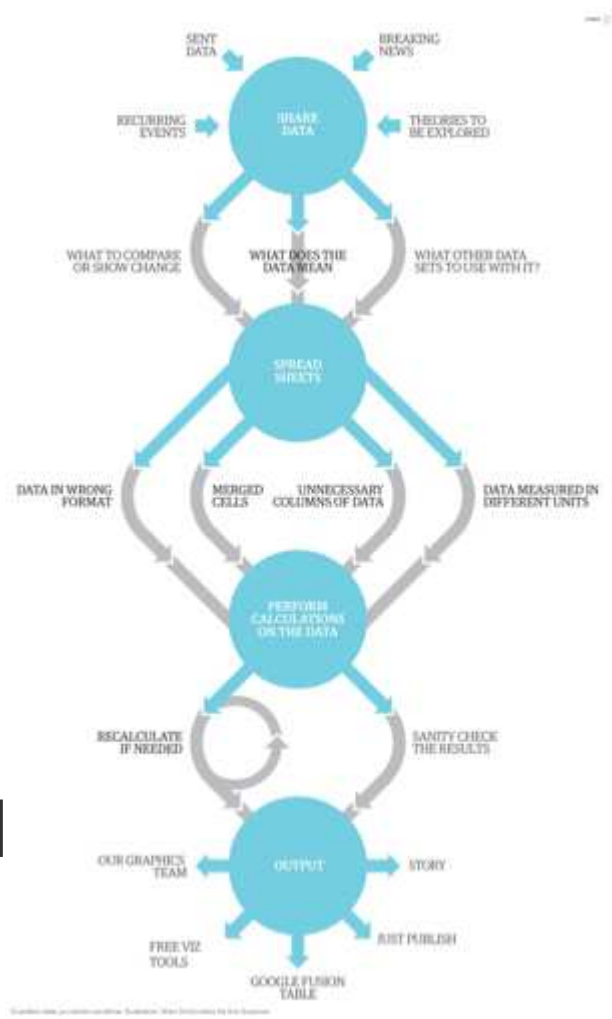 SENT
DATA
BREAKING
NEWS
RECURRING
EVENTS
SHARE
DATA
THEORIES TO
BE EXPLORED
WHAT TO COMPARE
OR SHOW CHANGE
WHAT DOES THE
DATA MEAN
WHAT OTHER DATA
SETS TO USE WITH IT?
SPREAD
SHEETS
DATA IN WRONG
FORMAT
MERGED
CELLS
UNNECESSARY
COLUMNS OF DATA
DATA MEASURED IN
DIFFERENT UNITS
PERFORM
CALCULATIONS
ON THE DATA
RECALCULATE
IF NEEDED
SANITY CHECK
THE RESULTS
OUR GRAPHICS
TEAM
OUTPUT
STORY
FREE VIZ
TOOLS
JUST PUBLISH
GOOGLE FUSION
TABLE